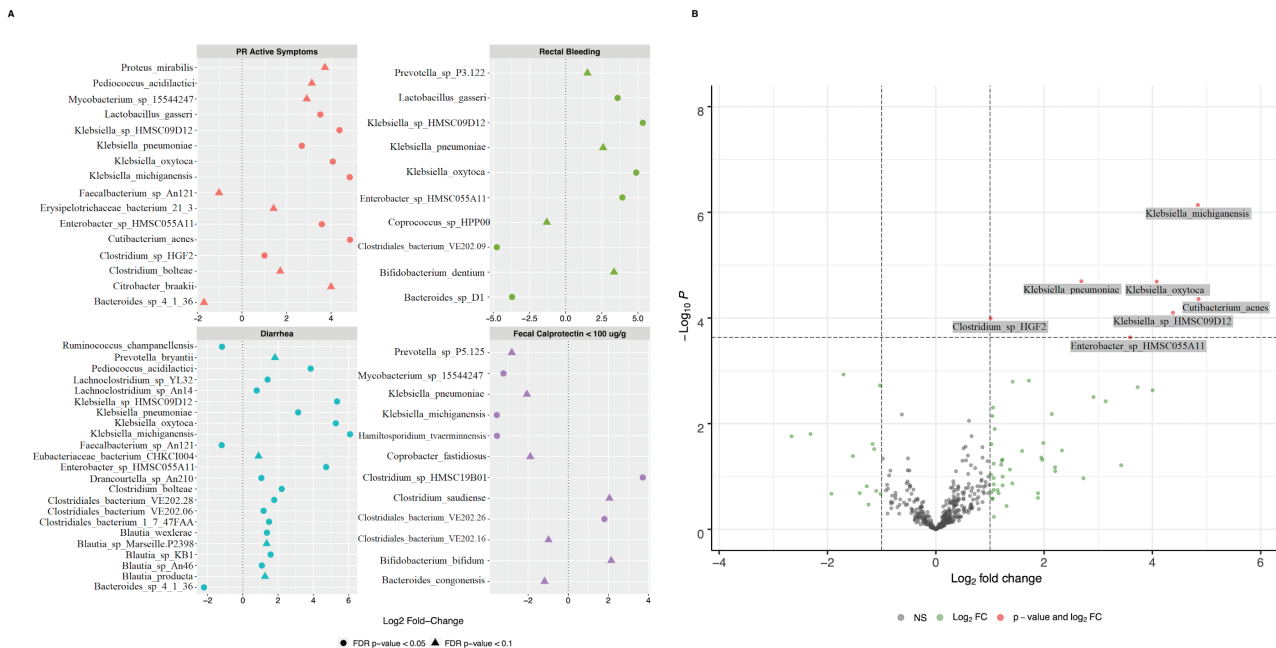 A
B
PR Active Symptoms
Proteus_mirabilis
Pediococcus_acidilactici
Mycobacterium_sp_15544247
Lactobacillus_gasseri
Klebsiella_sp_HMSC09D12
Klebsiella_pneumoniae
Klebsiella_oxytoca
Klebsiella_michiganensis
Faecalbacterium_sp_An121
Erysipelotrichaceae_bacterium_21_3
Enterobacter_sp_HMSC055A11
Cutibacterium_acnes
Clostridium_sp_HGF2
Clostridium_bolteae
Citrobacter_braakii
Bacteroides_sp_4_1_36
−2 0 2 4
Rectal Bleeding
Prevotella_sp_P3.122
Lactobacillus_gasseri
Klebsiella_sp_HMSC09D12
Klebsiella_pneumoniae
Klebsiella_oxytoca
Enterobacter_sp_HMSC055A11
Coprococcus_sp_HPP00
Clostridiales_bacterium_VE202.09
Bifidobacterium_dentium
Bacteroides_sp_D1
−5.0 −2.5 0.0 2.5 5.0
Diarrhea
Ruminococcus_champanellensis
Prevotella_bryantii
Pediococcus_acidilactici
Lachnoclostridium_sp_YL32
Lachnoclostridium_sp_An14
Klebsiella_sp_HMSC09D12
Klebsiella_pneumoniae
Klebsiella_oxytoca
Klebsiella_michiganensis
Faecalbacterium_sp_An121
Eubacteriaceae_bacterium_CHKCI004
Enterobacter_sp_HMSC055A11
Drancourtella_sp_An210
Clostridium_bolteae
Clostridiales_bacterium_VE202.28
Clostridiales_bacterium_VE202.06
Clostridiales_bacterium_1_7_47FAA
Blautia_wexlerae
Blautia_sp_Marseille.P2398
Blautia_sp_KB1
Blautia_sp_An46
Blautia_producta
Bacteroides_sp_4_1_36
−2 0 2 4 6
Fecal Calprotectin < 100 ug/g
Prevotella_sp_P5.125
Mycobacterium_sp_15544247
Klebsiella_pneumoniae
Klebsiella_michiganensis
Hamiltosporidium_tvaerminnensis
Coprobacter_fastidiosus
Clostridium_sp_HMSC19B01
Clostridium_saudiense
Clostridiales_bacterium_VE202.26
Clostridiales_bacterium_VE202.16
Bifidobacterium_bifidum
Bacteroides_congonensis
−2 0 2 4
Log2 Fold−Change
FDR p−value < 0.05 FDR p−value < 0.1
−Log10 P
8
6
4
2
0
Klebsiella_michiganensis
Klebsiella_pneumoniae
Klebsiella_oxytoca
Cutibacterium_acnes
Klebsiella_sp_HMSC09D12
Clostridium_sp_HGF2
Enterobacter_sp_HMSC055A11
−4 −2 0 2 4 6
Log2 fold change
NS Log2 FC p − value and log2 FC